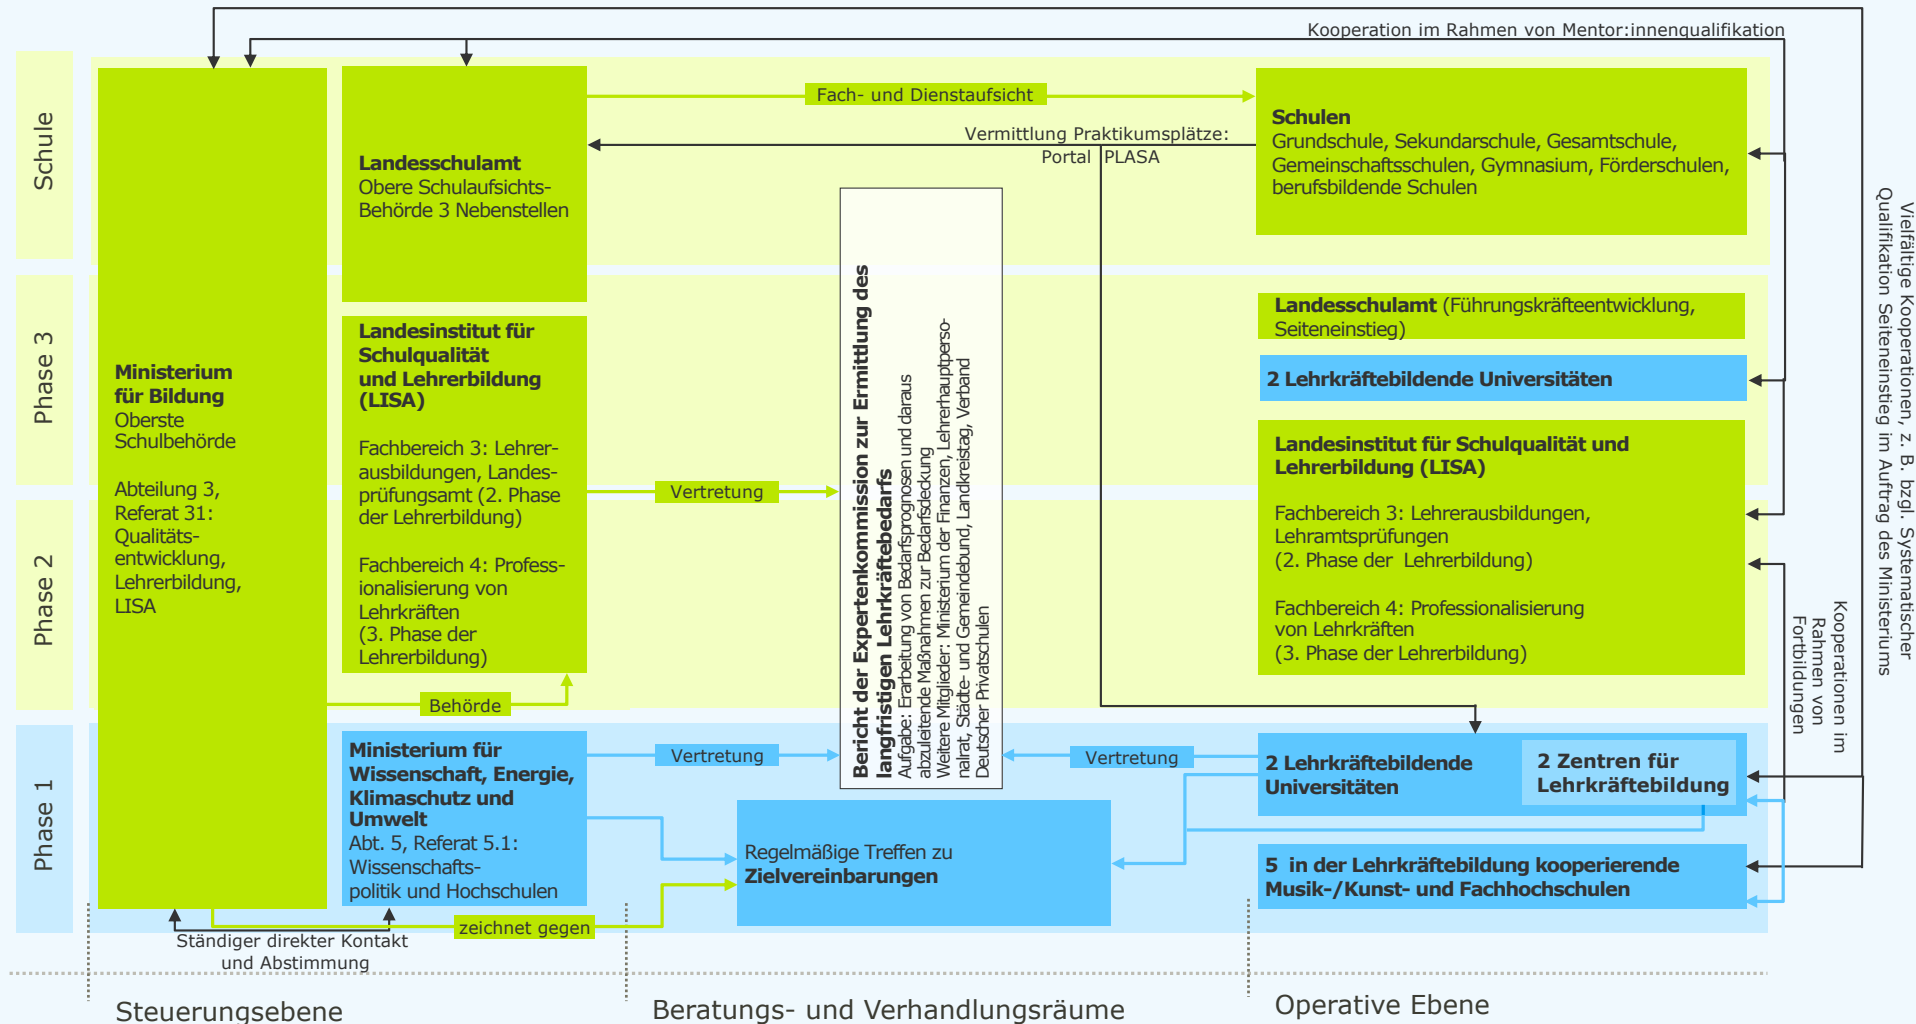 Kooperation im Rahmen von Mentor:innenqualifikation
Schule
Phase 3
Phase 2
Phase 1
Ministerium
für Bildung
Oberste
Schulbehörde
Abteilung 3,
Referat 31:
Qualitäts-
entwicklung,
Lehrerbildung,
LISA
Landesschulamt
Obere Schulaufsichts-
Behörde 3 Nebenstellen
Landesinstitut für
Schulqualität
und Lehrerbildung
(LISA)
Fachbereich 3: Lehrer-
ausbildungen, Landes-
prüfungsamt (2. Phase
der Lehrerbildung)
Fachbereich 4: Profess-
ionalisierung von
Lehrkräften
(3. Phase der
Lehrerbildung)
Behörde
Ministerium für
Wissenschaft, Energie,
Klimaschutz und
Umwelt
Abt. 5, Referat 5.1:
Wissenschafts-
politik und Hochschulen
Ständiger direkter Kontakt
und Abstimmung
zeichnet gegen
Fach- und Dienstaufsicht
Vermittlung Praktikumsplätze:
Portal PLASA
Vertretung
Vertretung
Vertretung
Bericht der Expertenkommission zur Ermittlung des
langfristigen Lehrkräftebedarfs
Aufgabe: Erarbeitung von Bedarfsprognosen und daraus
abzuleitende Maßnahmen zur Bedarfsdeckung
Weitere Mitglieder: Ministerium der Finanzen, Lehrerhauptperso-
nalrat, Städte- und Gemeindebund, Landkreistag, Verband
Deutscher Privatschulen
Regelmäßige Treffen zu
Zielvereinbarungen
Schulen
Grundschule, Sekundarschule, Gesamtschule,
Gemeinschaftsschulen, Gymnasium, Förderschulen,
berufsbildende Schulen
Landesschulamt (Führungskräfteentwicklung,
Seiteneinstieg)
2 Lehrkräftebildende Universitäten
Landesinstitut für Schulqualität und
Lehrerbildung (LISA)
Fachbereich 3: Lehrerausbildungen,
Lehramtsprüfungen
(2. Phase der Lehrerbildung)
Fachbereich 4: Professionalisierung
von Lehrkräften
(3. Phase der Lehrerbildung)
2 Lehrkräftebildende
Universitäten
2 Zentren für
Lehrkräftebildung
5 in der Lehrkräftebildung kooperierende
Musik-/Kunst- und Fachhochschulen
Kooperationen im
Rahmen von
Fortbildungen
Vielfältige Kooperationen, z. B. bzgl. Systematischer
Qualifikation Seiteneinstieg im Auftrag des Ministeriums
Steuerungsebene
Beratungs- und Verhandlungsräume
Operative Ebene